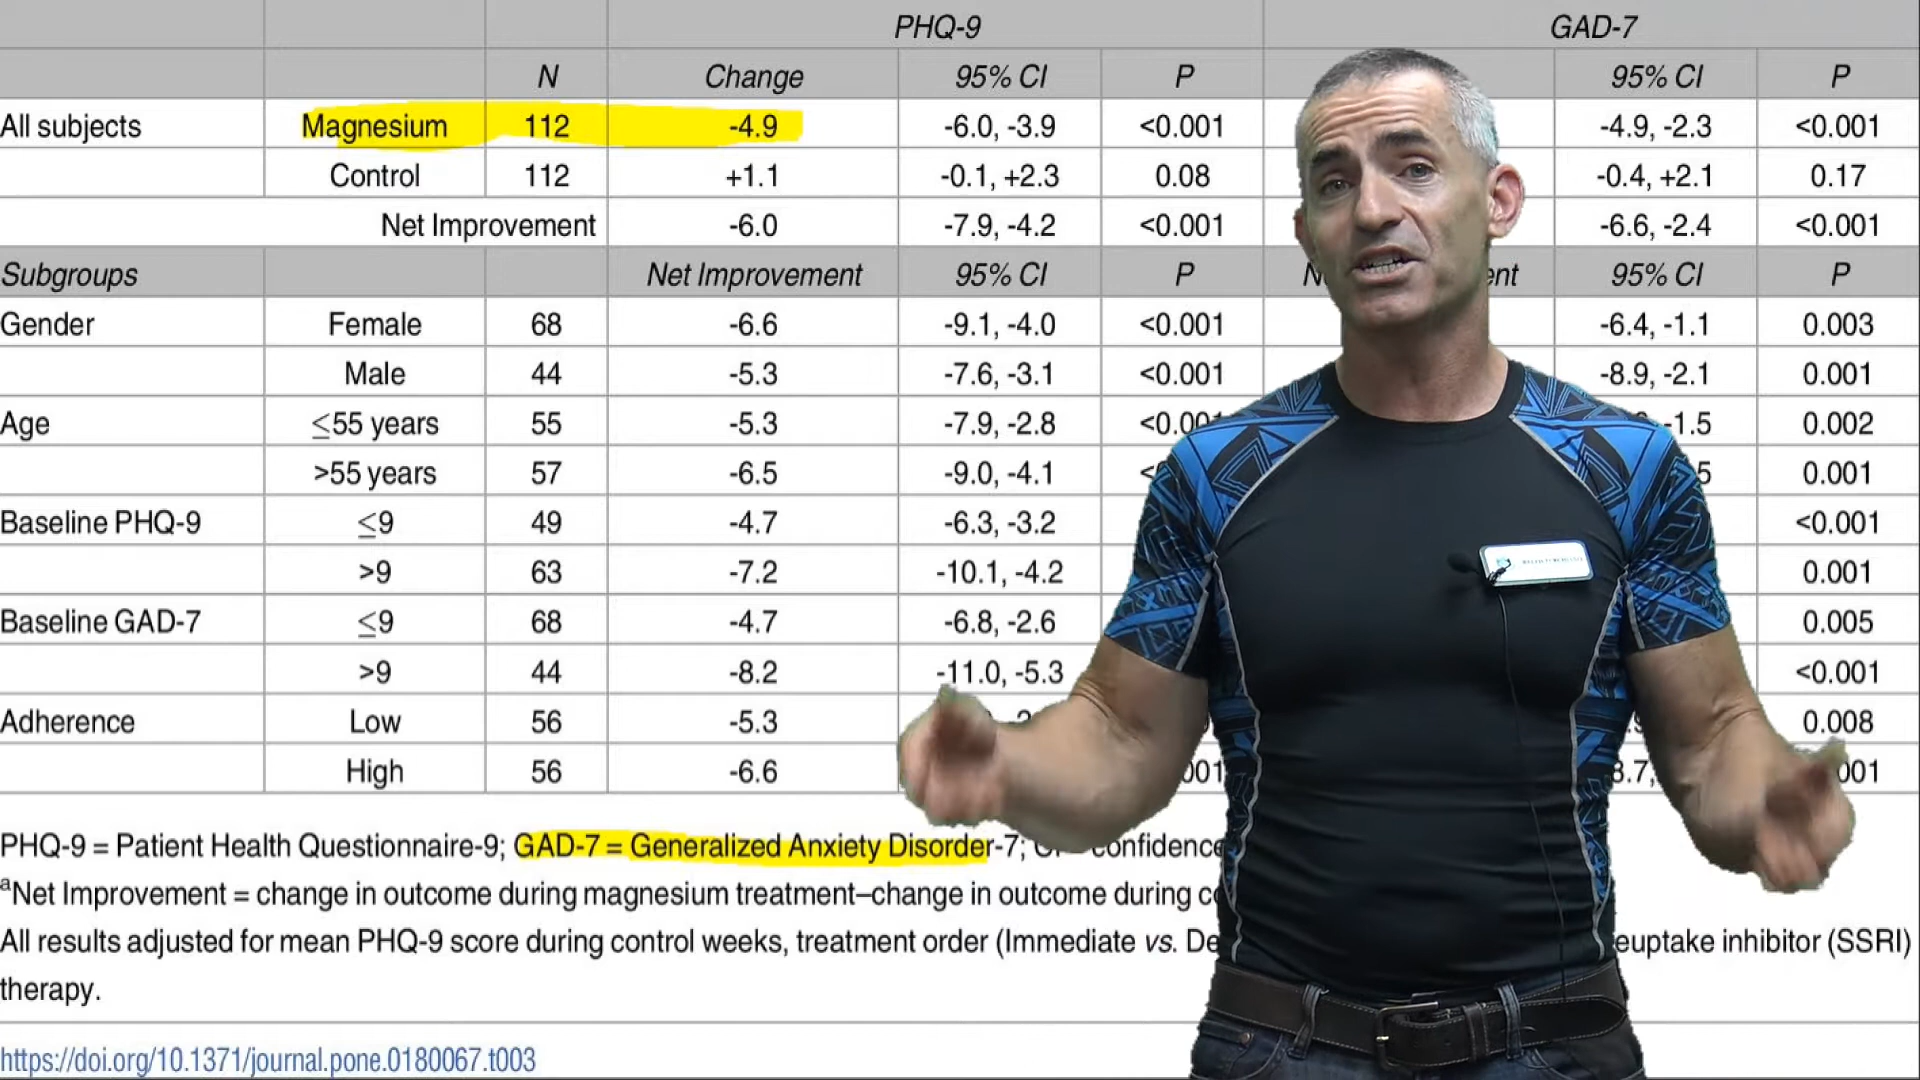 PHQ-9 GAD-7
N Change 95% CI P 95% CI P
All subjects Magnesium 112 -4.9 -6.0, -3.9 <0.001 -4.9, -2.3 <0.001
Control 112 +1.1 -0.1, +2.3 0.08 -0.4, +2.1 0.17
Net Improvement -6.0 -7.9, -4.2 <0.001 -6.6, -2.4 <0.001
Subgroups Net Improvement 95% CI P 95% CI P
Gender Female 68 -6.6 -9.1, -4.0 <0.001 -6.4, -1.1 0.003
Male 44 -5.3 -7.6, -3.1 <0.001 -8.9, -2.1 0.001
Age ≤55 years 55 -5.3 -7.9, -2.8 -1.5 0.002
>55 years 57 -6.5 -9.0, -4.1 0.001
Baseline PHQ-9 ≤9 49 -4.7 -6.3, -3.2 <0.001
>9 63 -7.2 -10.1, -4.2 0.001
Baseline GAD-7 ≤9 68 -4.7 -6.8, -2.6 0.005
>9 44 -8.2 -11.0, -5.3 <0.001
Adherence Low 56 -5.3 0.008
High 56 -6.6
PHQ-9 = Patient Health Questionnaire-9; GAD-7 = Generalized Anxiety Disorder-7; confidence
aNet Improvement = change in outcome during magnesium treatment–change in outcome during
All results adjusted for mean PHQ-9 score during control weeks, treatment order (Immediate vs. euptake inhibitor (SSRI)
therapy.
https://doi.org/10.1371/journal.pone.0180067.t003